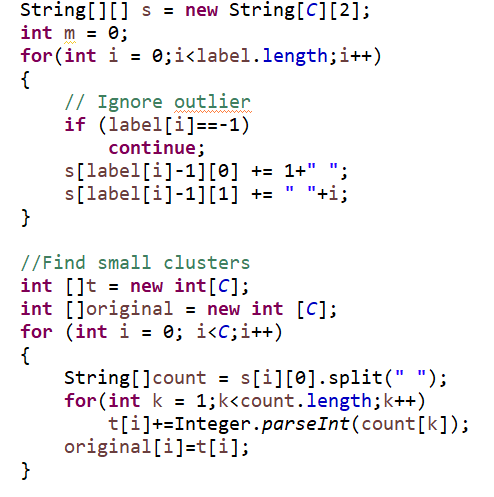 String[][] s = new String[C][2];
int m = 0;
for(int i = 0;i<label.length;i++)
{
    // Ignore outlier
    if (label[i]==-1)
        continue;
    s[label[i]-1][0] += 1+" ";
    s[label[i]-1][1] += " "+i;
}

//Find small clusters
int []t = new int[C];
int []original = new int [C];
for (int i = 0; i<C;i++)
{
    String[]count = s[i][0].split(" ");
    for(int k = 1;k<count.length;k++)
        t[i]+=Integer.parseInt(count[k]);
    original[i]=t[i];
}